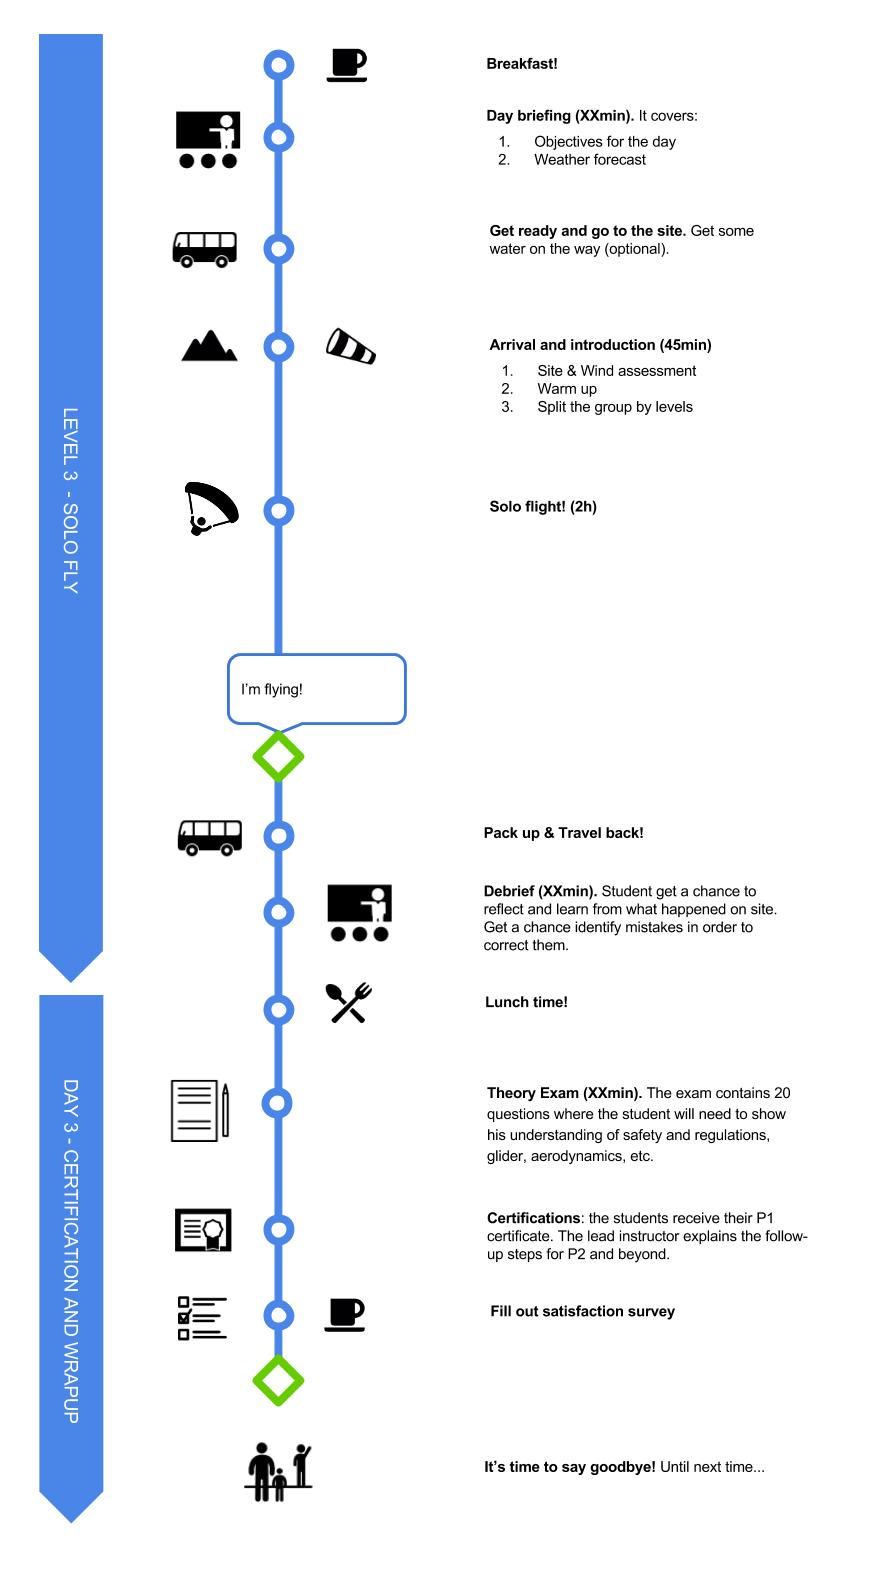 Breakfast!
Day briefing (XXmin). It covers:
1. Objectives for the day
2. Weather forecast
Get ready and go to the site. Get some
water on the way (optional).
Arrival and introduction (45min)
1. Site & Wind assessment
2. Warm up
3. Split the group by levels
LEVEL 3 - SOLO FLY
Solo flight! (2h)
I'm flying!
Pack up & Travel back!
Debrief (XXmin). Student get a chance to
reflect and learn from what happened on site.
Get a chance identify mistakes in order to
correct them.
Lunch time!
DAY 3 - CERTIFICATION AND WRAPUP
Theory Exam (XXmin). The exam contains 20
questions where the student will need to show
his understanding of safety and regulations,
glider, aerodynamics, etc.
Certifications: the students receive their P1
certificate. The lead instructor explains the follow-
up steps for P2 and beyond.
Fill out satisfaction survey
It's time to say goodbye! Until next time...